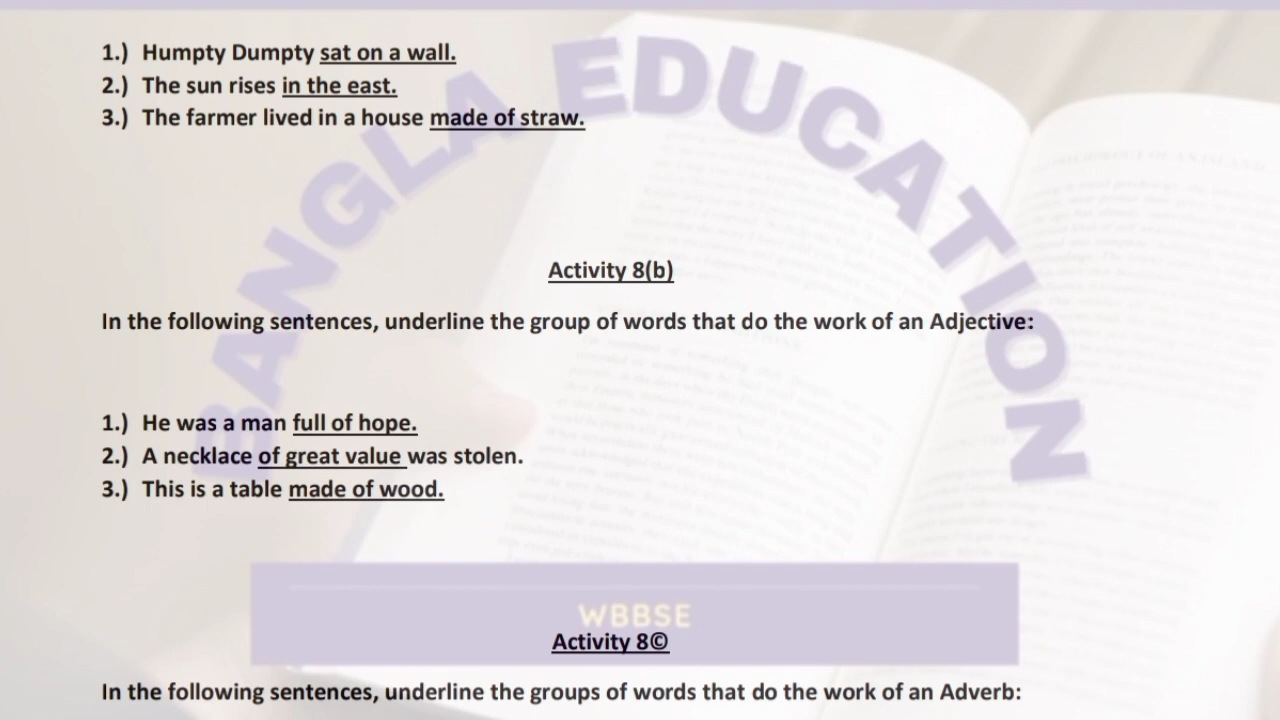 1.) Humpty Dumpty sat on a wall.
2.) The sun rises in the east.
3.) The farmer lived in a house made of straw.
BANGLA EDUCATION
Activity 8(b)
In the following sentences, underline the group of words that do the work of an Adjective:
1.) He was a man full of hope.
2.) A necklace of great value was stolen.
3.) This is a table made of wood.
WBBSE
Activity 8©
In the following sentences, underline the groups of words that do the work of an Adverb: